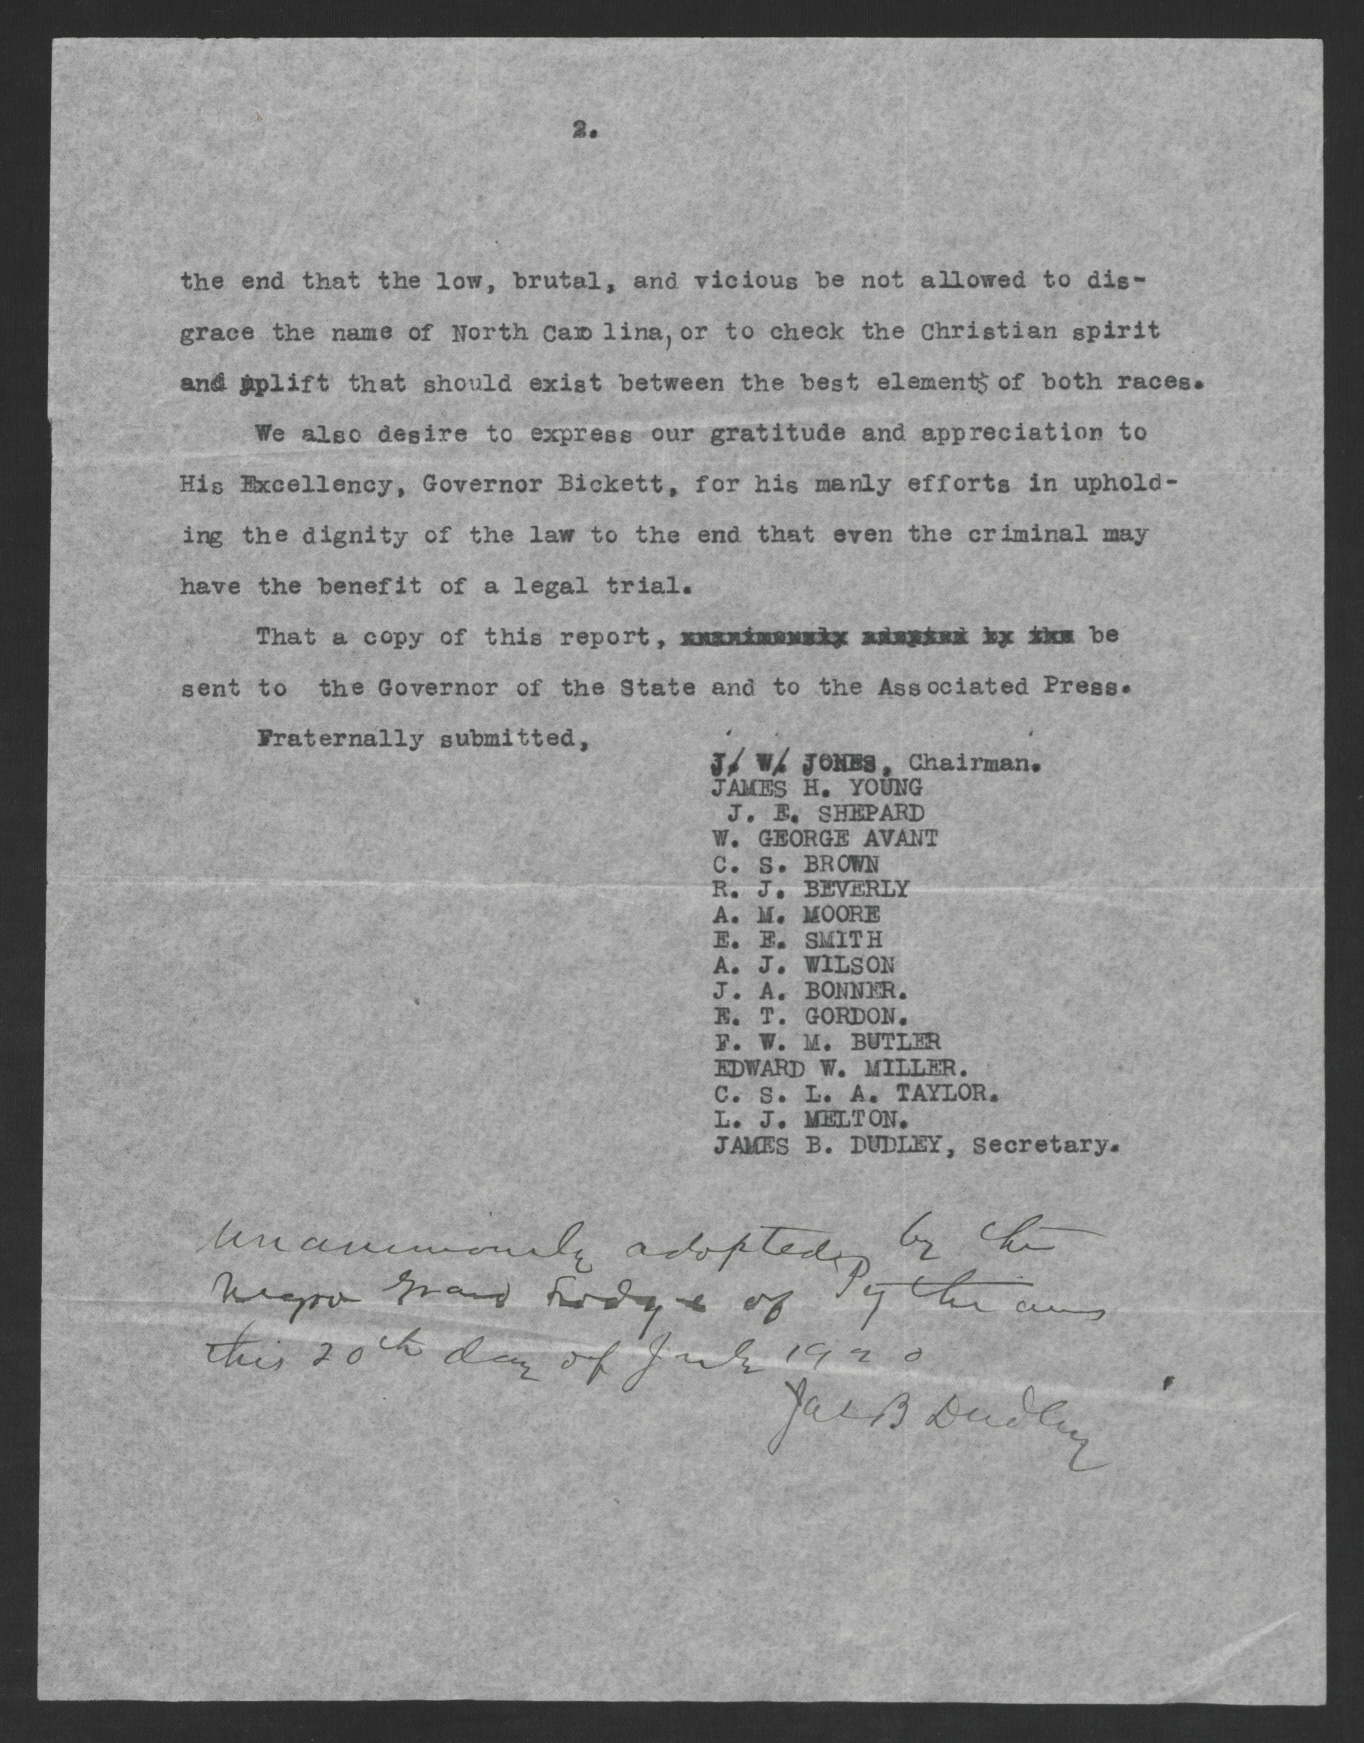 2.
the end that the low, brutal, and vicious be not allowed to dis-
grace the name of North Carolina, or to check the Christian spirit
and uplift that should exist between the best elements of both races.
We also desire to express our gratitude and appreciation to
His Excellency, Governor Bickett, for his manly efforts in uphold-
ing the dignity of the law to the end that even the criminal may
have the benefit of a legal trial.
That a copy of this report, unanimously adopted by the be
sent to the Governor of the State and to the Associated Press.
Fraternally submitted,
J. W. JONES, Chairman.
JAMES H. YOUNG
J. E. SHEPARD
W. GEORGE AVANT
C. S. BROWN
R. J. BEVERLY
A. M. MOORE
E. E. SMITH
A. J. WILSON
J. A. BONNER.
E. T. GORDON.
F. W. M. BUTLER
EDWARD W. MILLER.
C. S. L. A. TAYLOR.
L. J. MELTON.
JAMES B. DUDLEY, Secretary.
Unanimously adopted by the
Negro Grand Lodge of Pythians
this 20th day of July 1920
Jas B Dudley